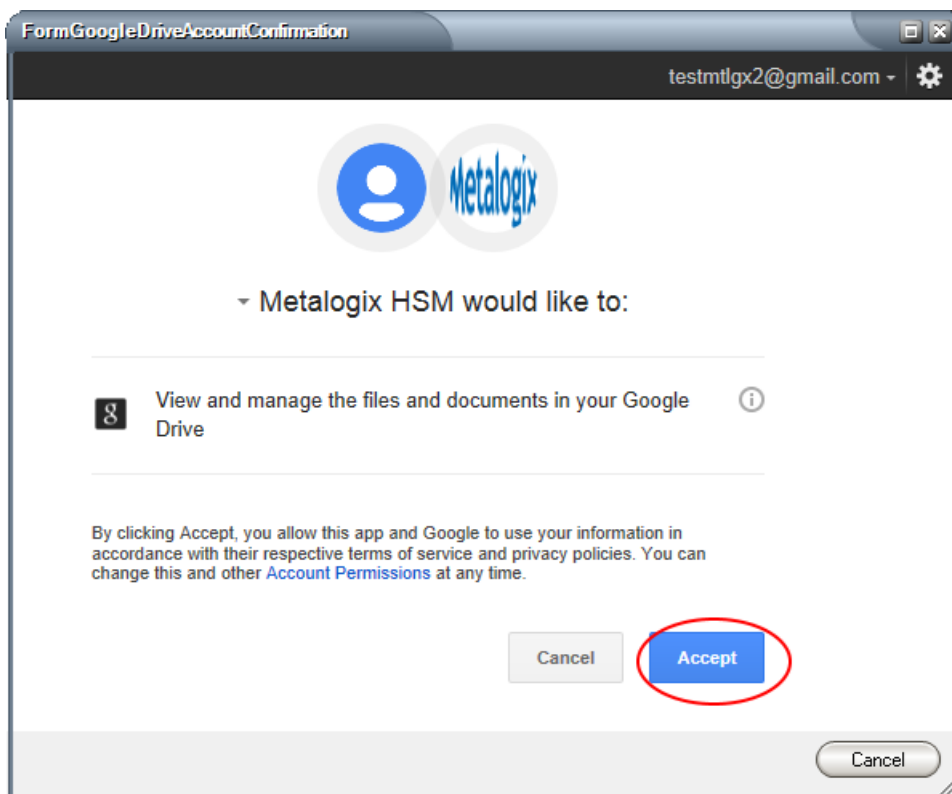 FormGoogleDriveAccountConfirmation
testmtlgx2@gmail.com
Metalogix
Metalogix HSM would like to:
8
View and manage the files and documents in your Google
Drive
By clicking Accept, you allow this app and Google to use your information in
accordance with their respective terms of service and privacy policies. You can
change this and other Account Permissions at any time.
Cancel
Accept
Cancel